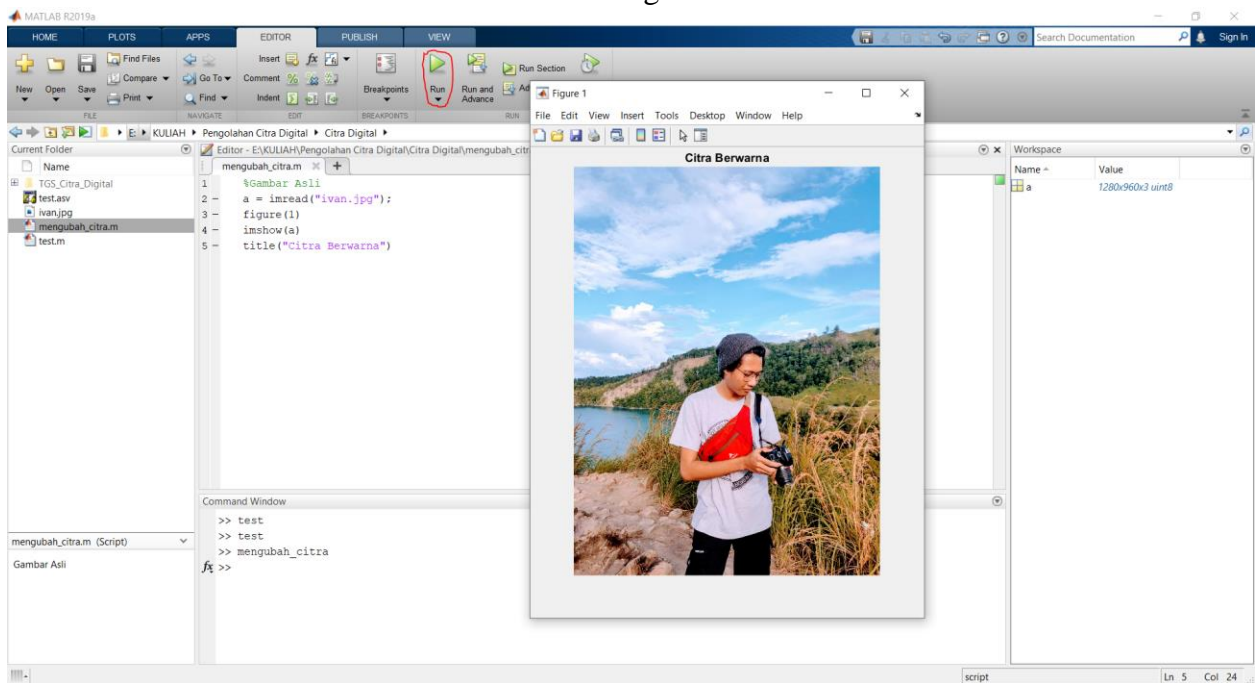 MATLAB R2019a
HOME PLOTS APPS EDITOR PUBLISH VIEW
Search Documentation
Sign In
New
Open
Save
Find Files
Compare
Print
Go To
Find
Insert
Comment
Indent
Breakpoints
Run
Run and Advance
Run Section
Ad
FILE
NAVIGATE
EDIT
BREAKPOINTS
RUN
E: KULIAH Pengolahan Citra Digital Citra Digital
Current Folder
Name
TGS_Citra_Digital
test.asv
ivan.jpg
mengubah_citra.m
test.m
mengubah_citra.m (Script)
Gambar Asli
Editor - E:\KULIAH\Pengolahan Citra Digital\Citra Digital\mengubah_citr
mengubah_citra.m
1 %Gambar Asli
2 - a = imread("ivan.jpg");
3 - figure(1)
4 - imshow(a)
5 - title("Citra Berwarna")
Command Window
>> test
>> test
>> mengubah_citra
fx >>
Figure 1
File Edit View Insert Tools Desktop Window Help
Citra Berwarna
Workspace
Name Value
a 1280x960x3 uint8
script
Ln 5 Col 24